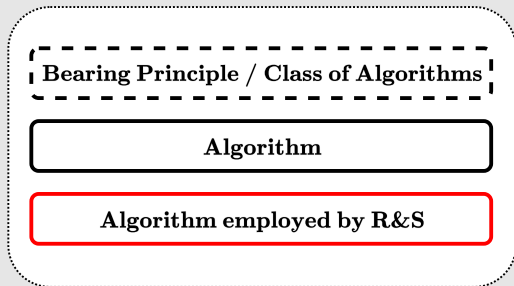 Bearing Principle / Class of Algorithms
Algorithm
Algorithm employed by R&S